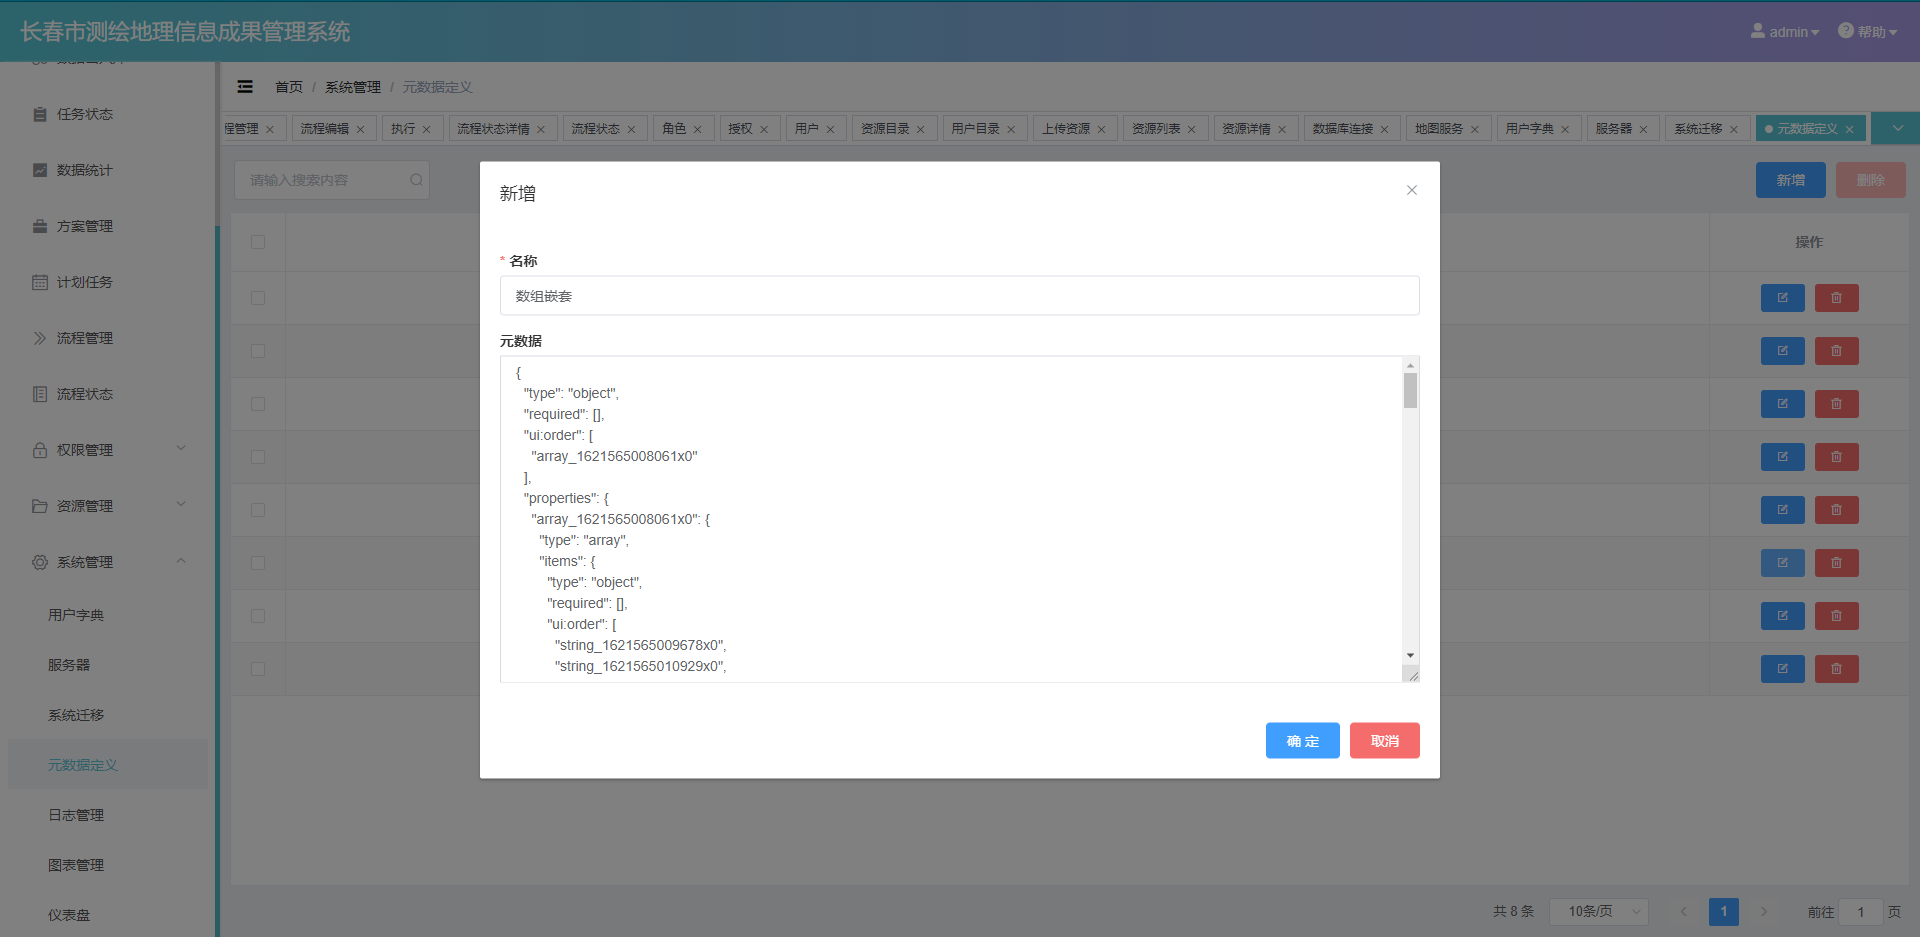 长春市测绘地理信息成果管理系统
admin
帮助
任务状态
数据统计
方案管理
计划任务
流程管理
流程状态
权限管理
资源管理
系统管理
用户字典
服务器
系统迁移
元数据定义
日志管理
图表管理
仪表盘
首页 / 系统管理 / 元数据定义
程管理 流程编辑 执行 流程状态详情 流程状态 角色 授权 用户 资源目录 用户目录 上传资源 资源列表 资源详情 数据库连接 地图服务 用户字典 服务器 系统迁移 元数据定义
请输入搜索内容
新增 删除
操作
新增
* 名称
数组嵌套
元数据
{
"type": "object",
"required": [],
"ui:order": [
"array_1621565008061x0"
],
"properties": {
"array_1621565008061x0": {
"type": "array",
"items": {
"type": "object",
"required": [],
"ui:order": [
"string_1621565009678x0",
"string_1621565010929x0",
确 定 取消
共 8 条 10条/页 1 前往 1 页